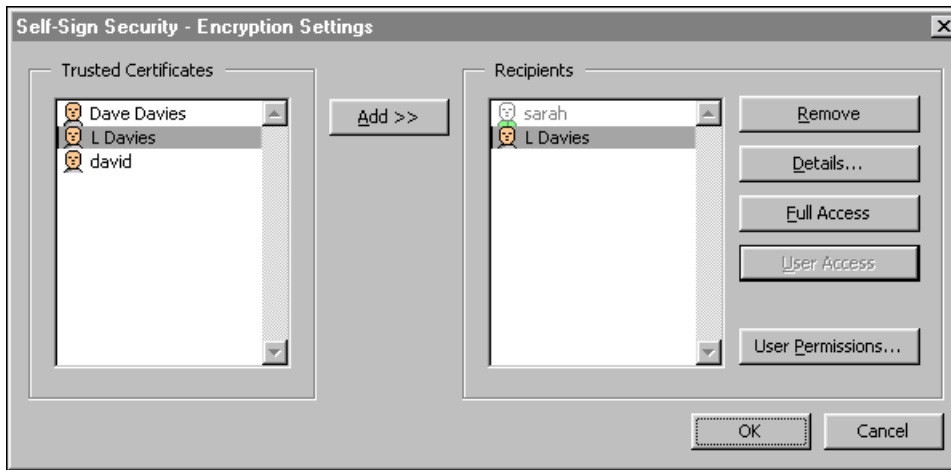 Self-Sign Security - Encryption Settings
Trusted Certificates
Dave Davies
L Davies
david
Add >>
Recipients
sarah
L Davies
Remove
Details...
Full Access
User Access
User Permissions...
OK
Cancel